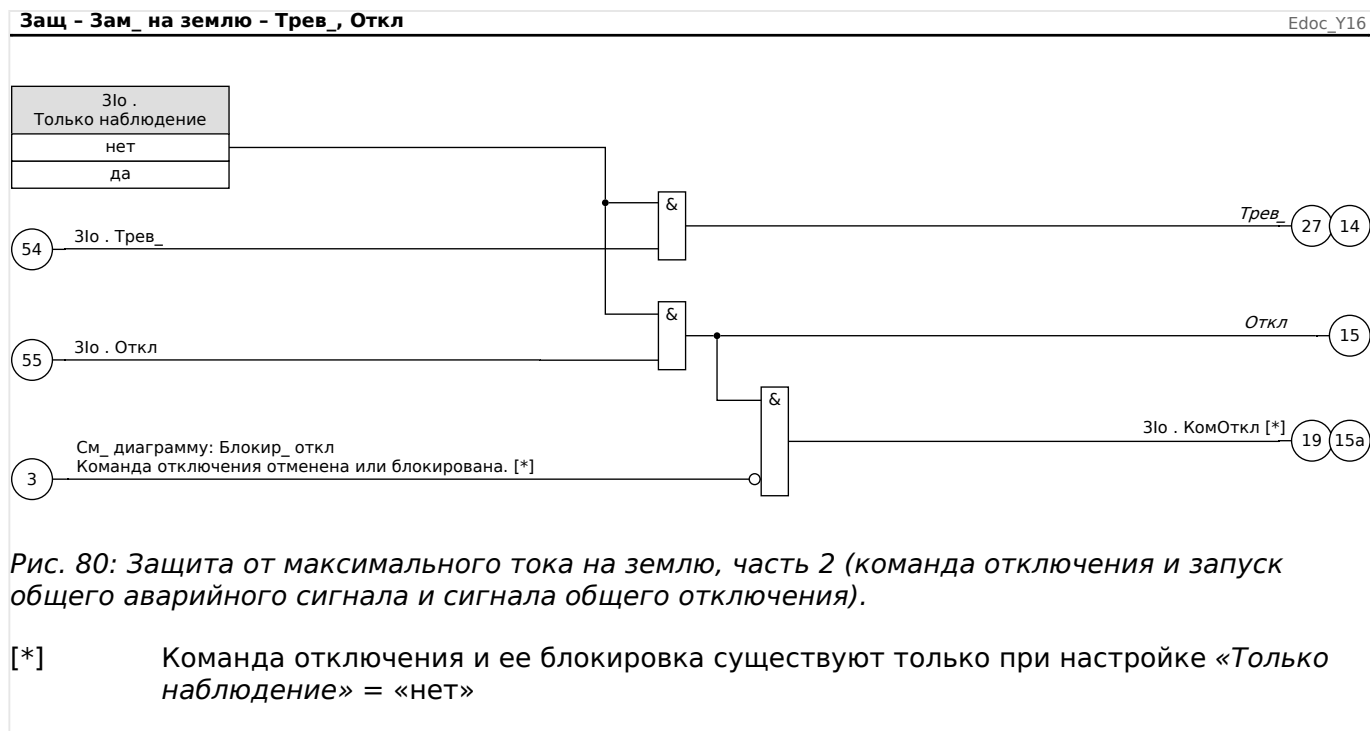 Защ – Зам_ на землю – Трев_, Откл
Edoc_Y16
3Io .
Только наблюдение
нет
да
&
Трев_
27 14
54
3Io . Трев_
&
Откл
15
55
3Io . Откл
&
3Io . КомОткл [*]
19 15a
См_ диаграмму: Блокир_ откл
Команда отключения отменена или блокирована. [*]
3
Рис. 80: Защита от максимального тока на землю, часть 2 (команда отключения и запуск
общего аварийного сигнала и сигнала общего отключения).
[*] Команда отключения и ее блокировка существуют только при настройке «Только
наблюдение» = «нет»